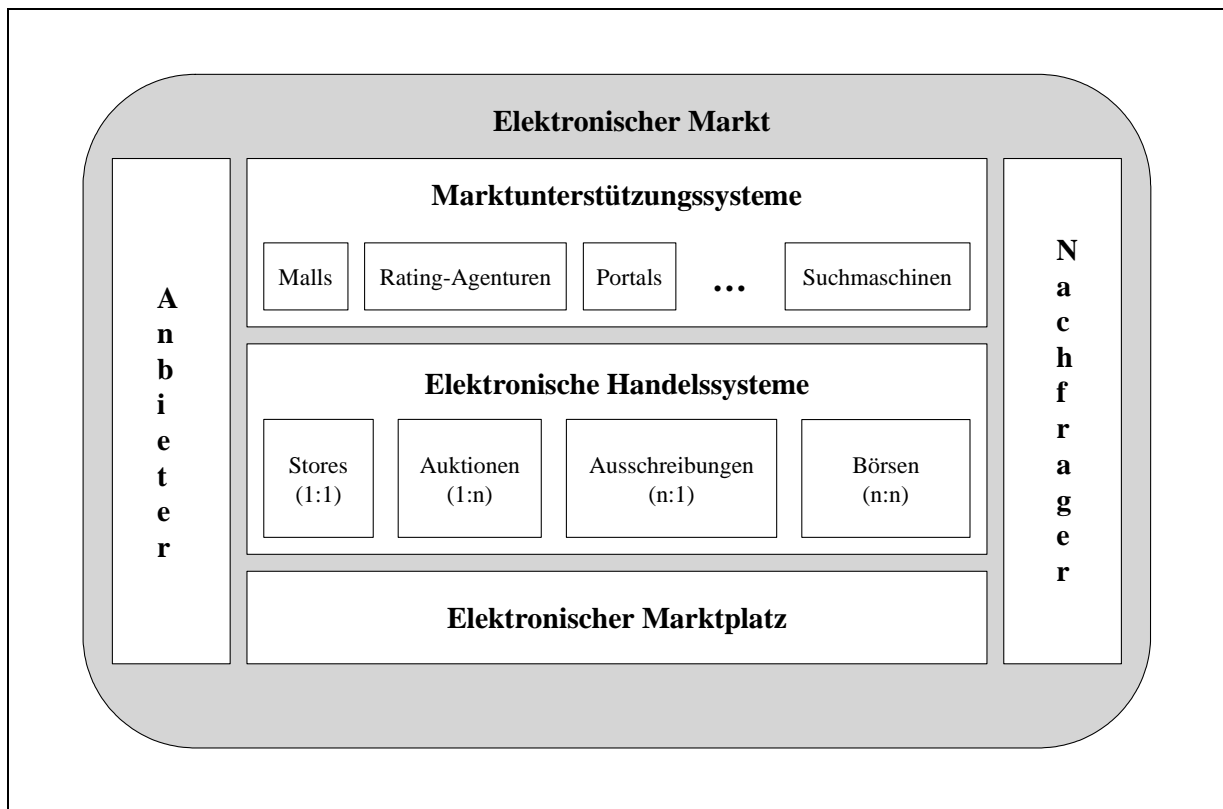 Elektronischer Markt
Anbieter
Marktunterstützungssysteme
Malls
Rating-Agenturen
Portals
...
Suchmaschinen
Elektronische Handelssysteme
Stores
(1:1)
Auktionen
(1:n)
Ausschreibungen
(n:1)
Börsen
(n:n)
Elektronischer Marktplatz
Nachfrager